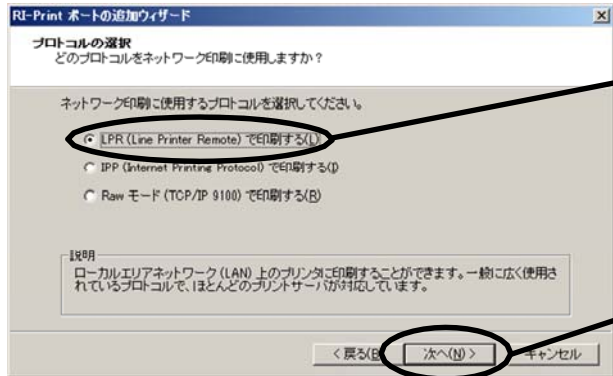 RI-Print ポートの追加ウィザード
プロトコルの選択
どのプロトコルをネットワーク印刷に使用しますか？
ネットワーク印刷に使用するプロトコルを選択してください。
LPR (Line Printer Remote) で印刷する(L)
IPP (Internet Printing Protocol) で印刷する(I)
Raw モード (TCP/IP 9100) で印刷する(R)
説明
ローカルエリアネットワーク (LAN) 上のプリンタに印刷することができます。一般に広く使用さ
れているプロトコルで、ほとんどのプリントサーバが対応しています。
< 戻る(B 次へ(N) > キャンセル